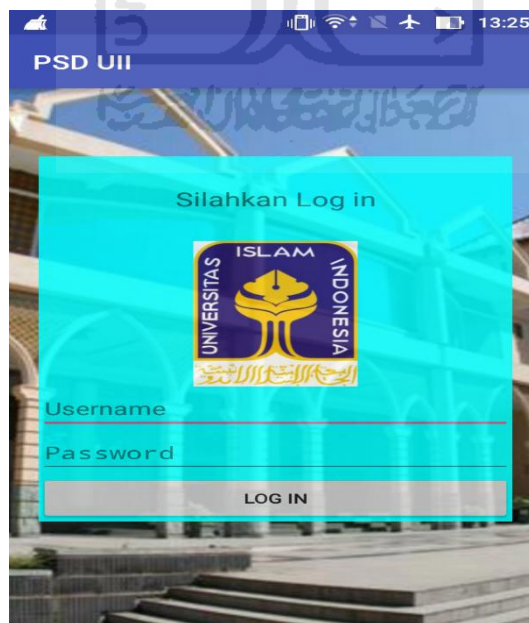 13:25
PSD UII
Silahkan Log in
ISLAM
UNIVERSITAS
INDONESIA
Username
Password
LOG IN